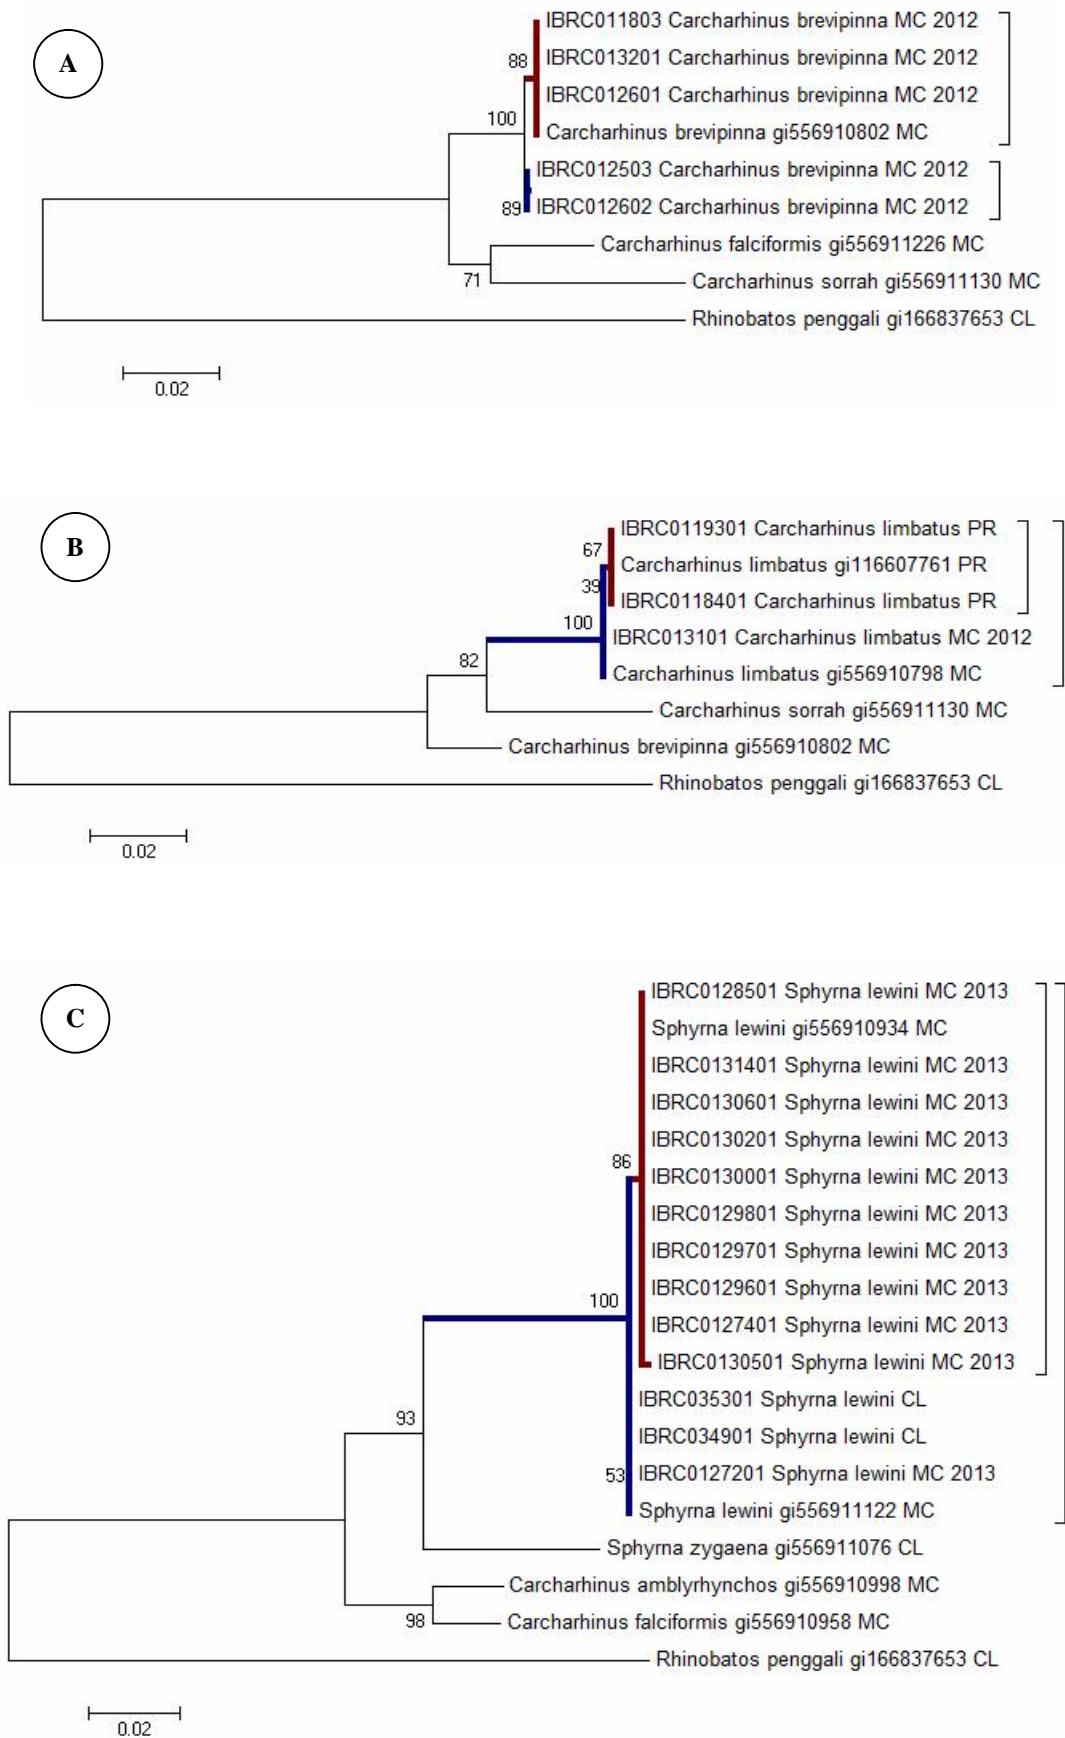 A
IBRC011803 Carcharhinus brevipinna MC 2012
88
IBRC013201 Carcharhinus brevipinna MC 2012
IBRC012601 Carcharhinus brevipinna MC 2012
100
Carcharhinus brevipinna gi556910802 MC
IBRC012503 Carcharhinus brevipinna MC 2012
89
IBRC012602 Carcharhinus brevipinna MC 2012
Carcharhinus falciformis gi556911226 MC
71
Carcharhinus sorrah gi556911130 MC
Rhinobatos penggali gi166837653 CL
0.02
B
IBRC0119301 Carcharhinus limbatus PR
67
Carcharhinus limbatus gi116607761 PR
39
IBRC0118401 Carcharhinus limbatus PR
100
IBRC013101 Carcharhinus limbatus MC 2012
82
Carcharhinus limbatus gi556910798 MC
Carcharhinus sorrah gi556911130 MC
Carcharhinus brevipinna gi556910802 MC
Rhinobatos penggali gi166837653 CL
0.02
C
IBRC0128501 Sphyrna lewini MC 2013
Sphyrna lewini gi556910934 MC
IBRC0131401 Sphyrna lewini MC 2013
IBRC0130601 Sphyrna lewini MC 2013
IBRC0130201 Sphyrna lewini MC 2013
86
IBRC0130001 Sphyrna lewini MC 2013
IBRC0129801 Sphyrna lewini MC 2013
IBRC0129701 Sphyrna lewini MC 2013
IBRC0129601 Sphyrna lewini MC 2013
100
IBRC0127401 Sphyrna lewini MC 2013
IBRC0130501 Sphyrna lewini MC 2013
IBRC035301 Sphyrna lewini CL
93
IBRC034901 Sphyrna lewini CL
53
IBRC0127201 Sphyrna lewini MC 2013
Sphyrna lewini gi556911122 MC
Sphyrna zygaena gi556911076 CL
Carcharhinus amblyrhynchos gi556910998 MC
98
Carcharhinus falciformis gi556910958 MC
Rhinobatos penggali gi166837653 CL
0.02